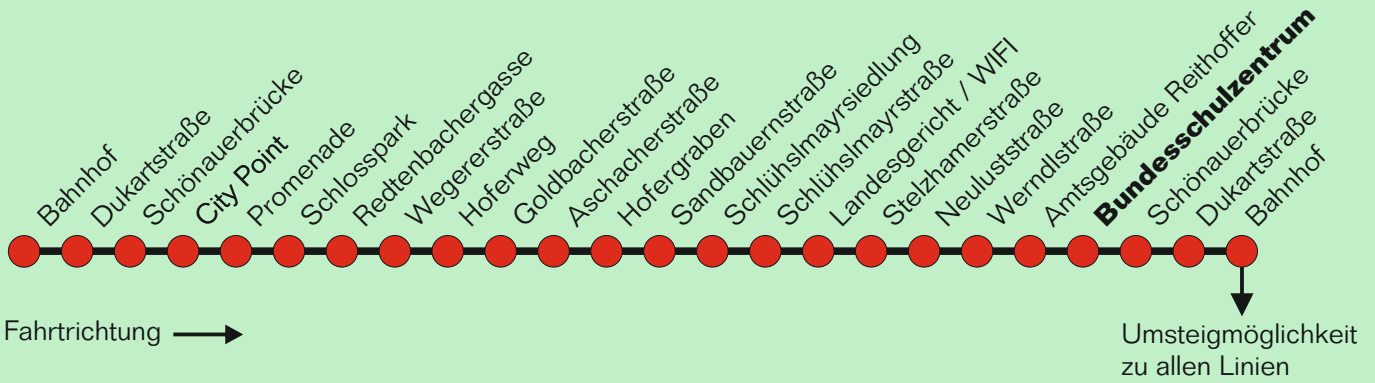 Bahnhof
Dukartstraße
Schönauerbrücke
City Point
Promenade
Schlosspark
Redtenbachergasse
Wegererstraße
Hoferweg
Goldbacherstraße
Aschacherstraße
Hofergraben
Sandbauernstraße
Schlühslmayrsiedlung
Schlühslmayrstraße
Landesgericht / WIFI
Stelzhamerstraße
Neuluststraße
Werndlstraße
Amtsgebäude Reithoffer
Bundesschulzentrum
Schönauerbrücke
Dukartstraße
Bahnhof
Fahrtrichtung
Umsteigmöglichkeit
zu allen Linien